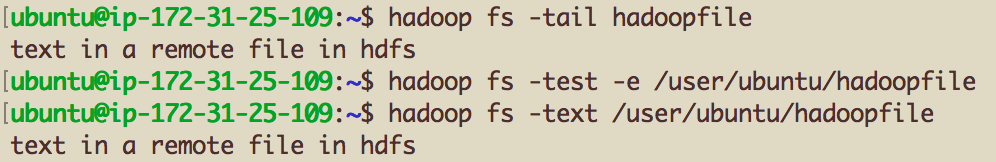 [ubuntu@ip-172-31-25-109:~$ hadoop fs -tail hadoopfile
text in a remote file in hdfs
[ubuntu@ip-172-31-25-109:~$ hadoop fs -test -e /user/ubuntu/hadoopfile
[ubuntu@ip-172-31-25-109:~$ hadoop fs -text /user/ubuntu/hadoopfile
text in a remote file in hdfs